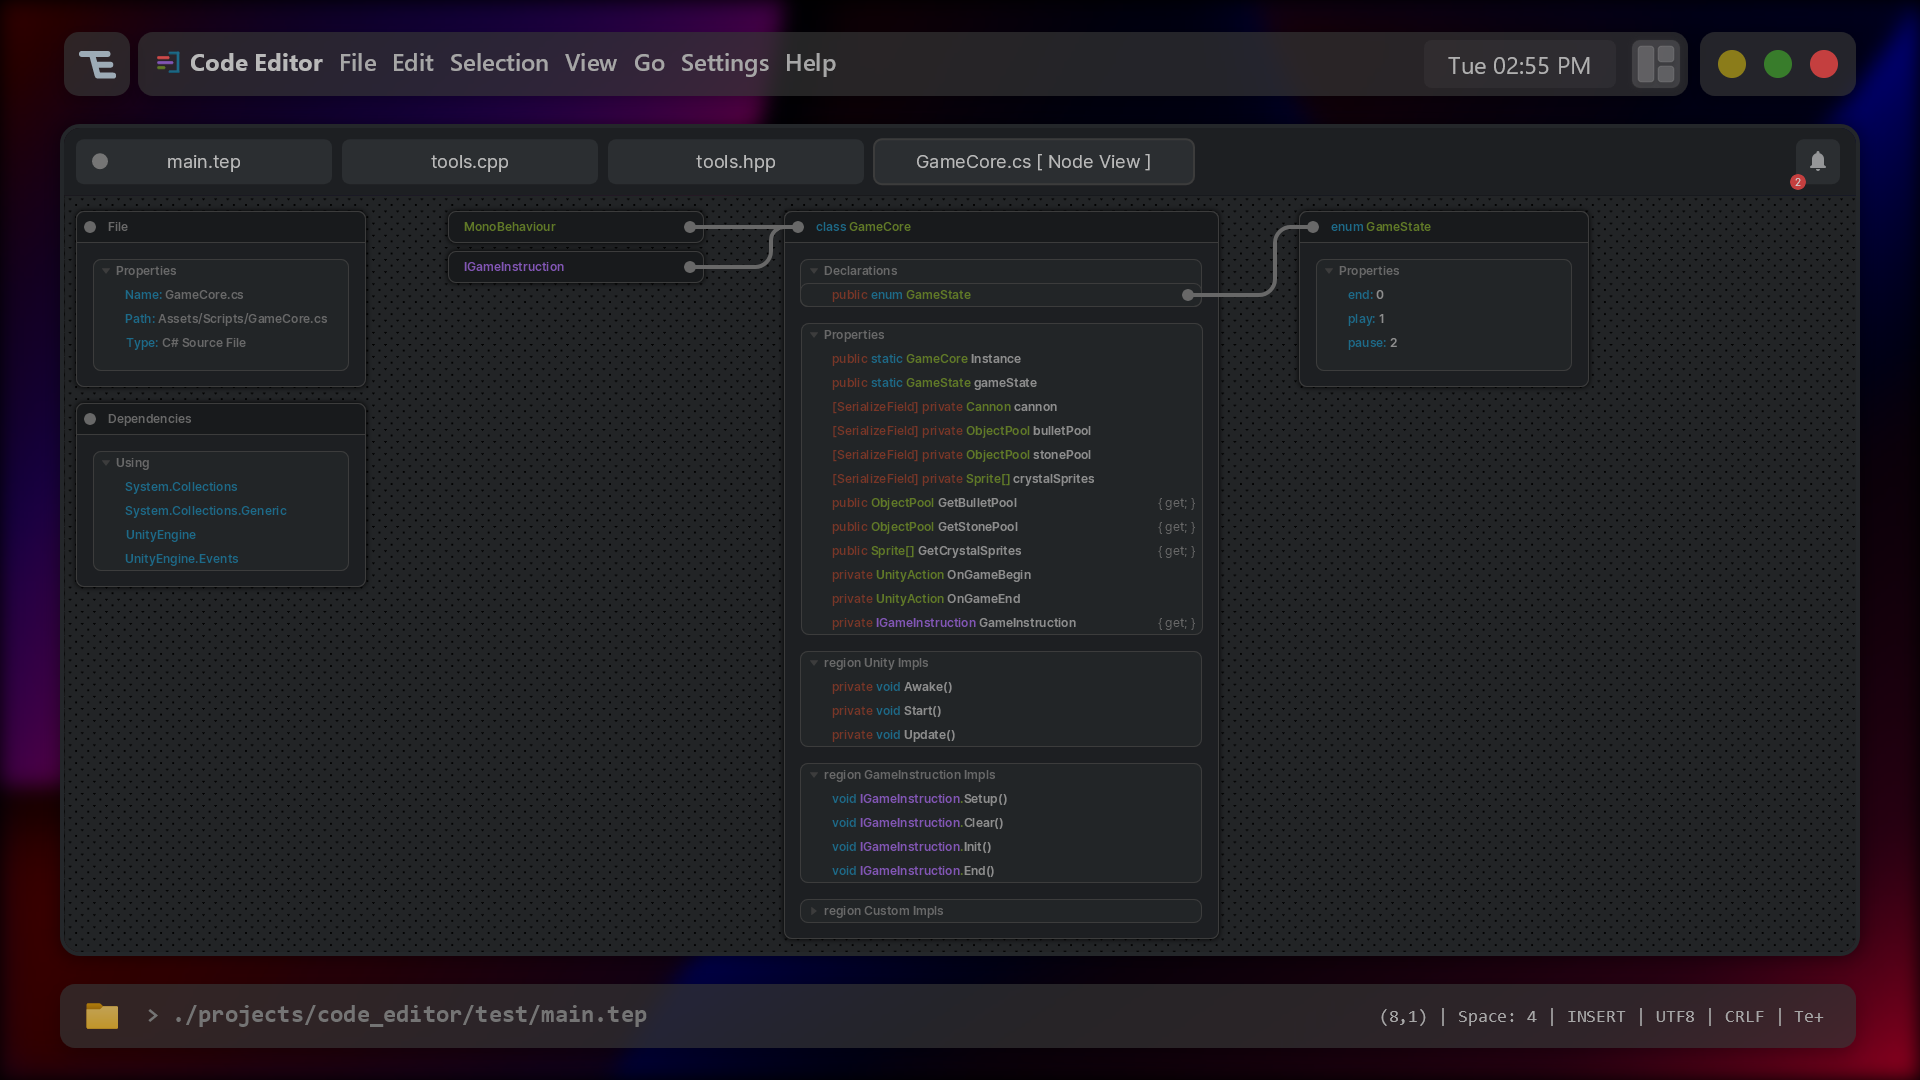 Code Editor File Edit Selection View Go Settings Help
Tue 02:55 PM
main.tep
tools.cpp
tools.hpp
GameCore.cs [ Node View ]
2
File
Properties
Name: GameCore.cs
Path: Assets/Scripts/GameCore.cs
Type: C# Source File
Dependencies
Using
System.Collections
System.Collections.Generic
UnityEngine
UnityEngine.Events
MonoBehaviour
IGameInstruction
class GameCore
Declarations
public enum GameState
Properties
public static GameCore Instance
public static GameState gameState
[SerializeField] private Cannon cannon
[SerializeField] private ObjectPool bulletPool
[SerializeField] private ObjectPool stonePool
[SerializeField] private Sprite[] crystalSprites
public ObjectPool GetBulletPool { get; }
public ObjectPool GetStonePool { get; }
public Sprite[] GetCrystalSprites { get; }
private UnityAction OnGameBegin
private UnityAction OnGameEnd
private IGameInstruction GameInstruction { get; }
region Unity Impls
private void Awake()
private void Start()
private void Update()
region GameInstruction Impls
void IGameInstruction.Setup()
void IGameInstruction.Clear()
void IGameInstruction.Init()
void IGameInstruction.End()
region Custom Impls
enum GameState
Properties
end: 0
play: 1
pause: 2
> ./projects/code_editor/test/main.tep
(8,1) | Space: 4 | INSERT | UTF8 | CRLF | Te+